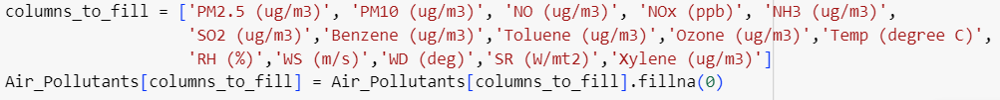 columns_to_fill = ['PM2.5 (ug/m3)', 'PM10 (ug/m3)', 'NO (ug/m3)', 'NOx (ppb)', 'NH3 (ug/m3)',
'SO2 (ug/m3)','Benzene (ug/m3)','Toluene (ug/m3)','Ozone (ug/m3)','Temp (degree C)',
'RH (%)','WS (m/s)','WD (deg)','SR (W/mt2)','Xylene (ug/m3)']
Air_Pollutants[columns_to_fill] = Air_Pollutants[columns_to_fill].fillna(0)